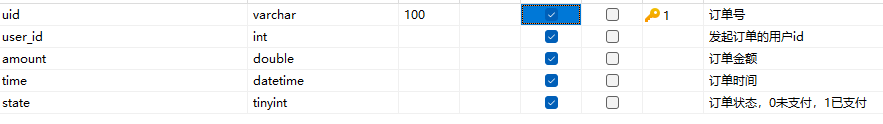 uid varchar 100 1 订单号
user_id int 发起订单的用户id
amount double 订单金额
time datetime 订单时间
state tinyint 订单状态，0未支付，1已支付